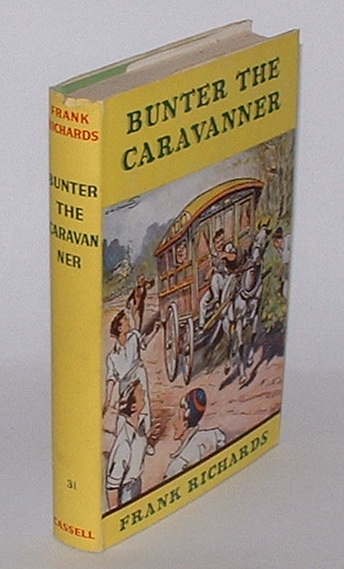 BUNTER THE
CARAVANNER
FRANK RICHARDS
FRANK
RICHARDS
BUNTER
THE
CARAVAN
NER
31
CASSELL